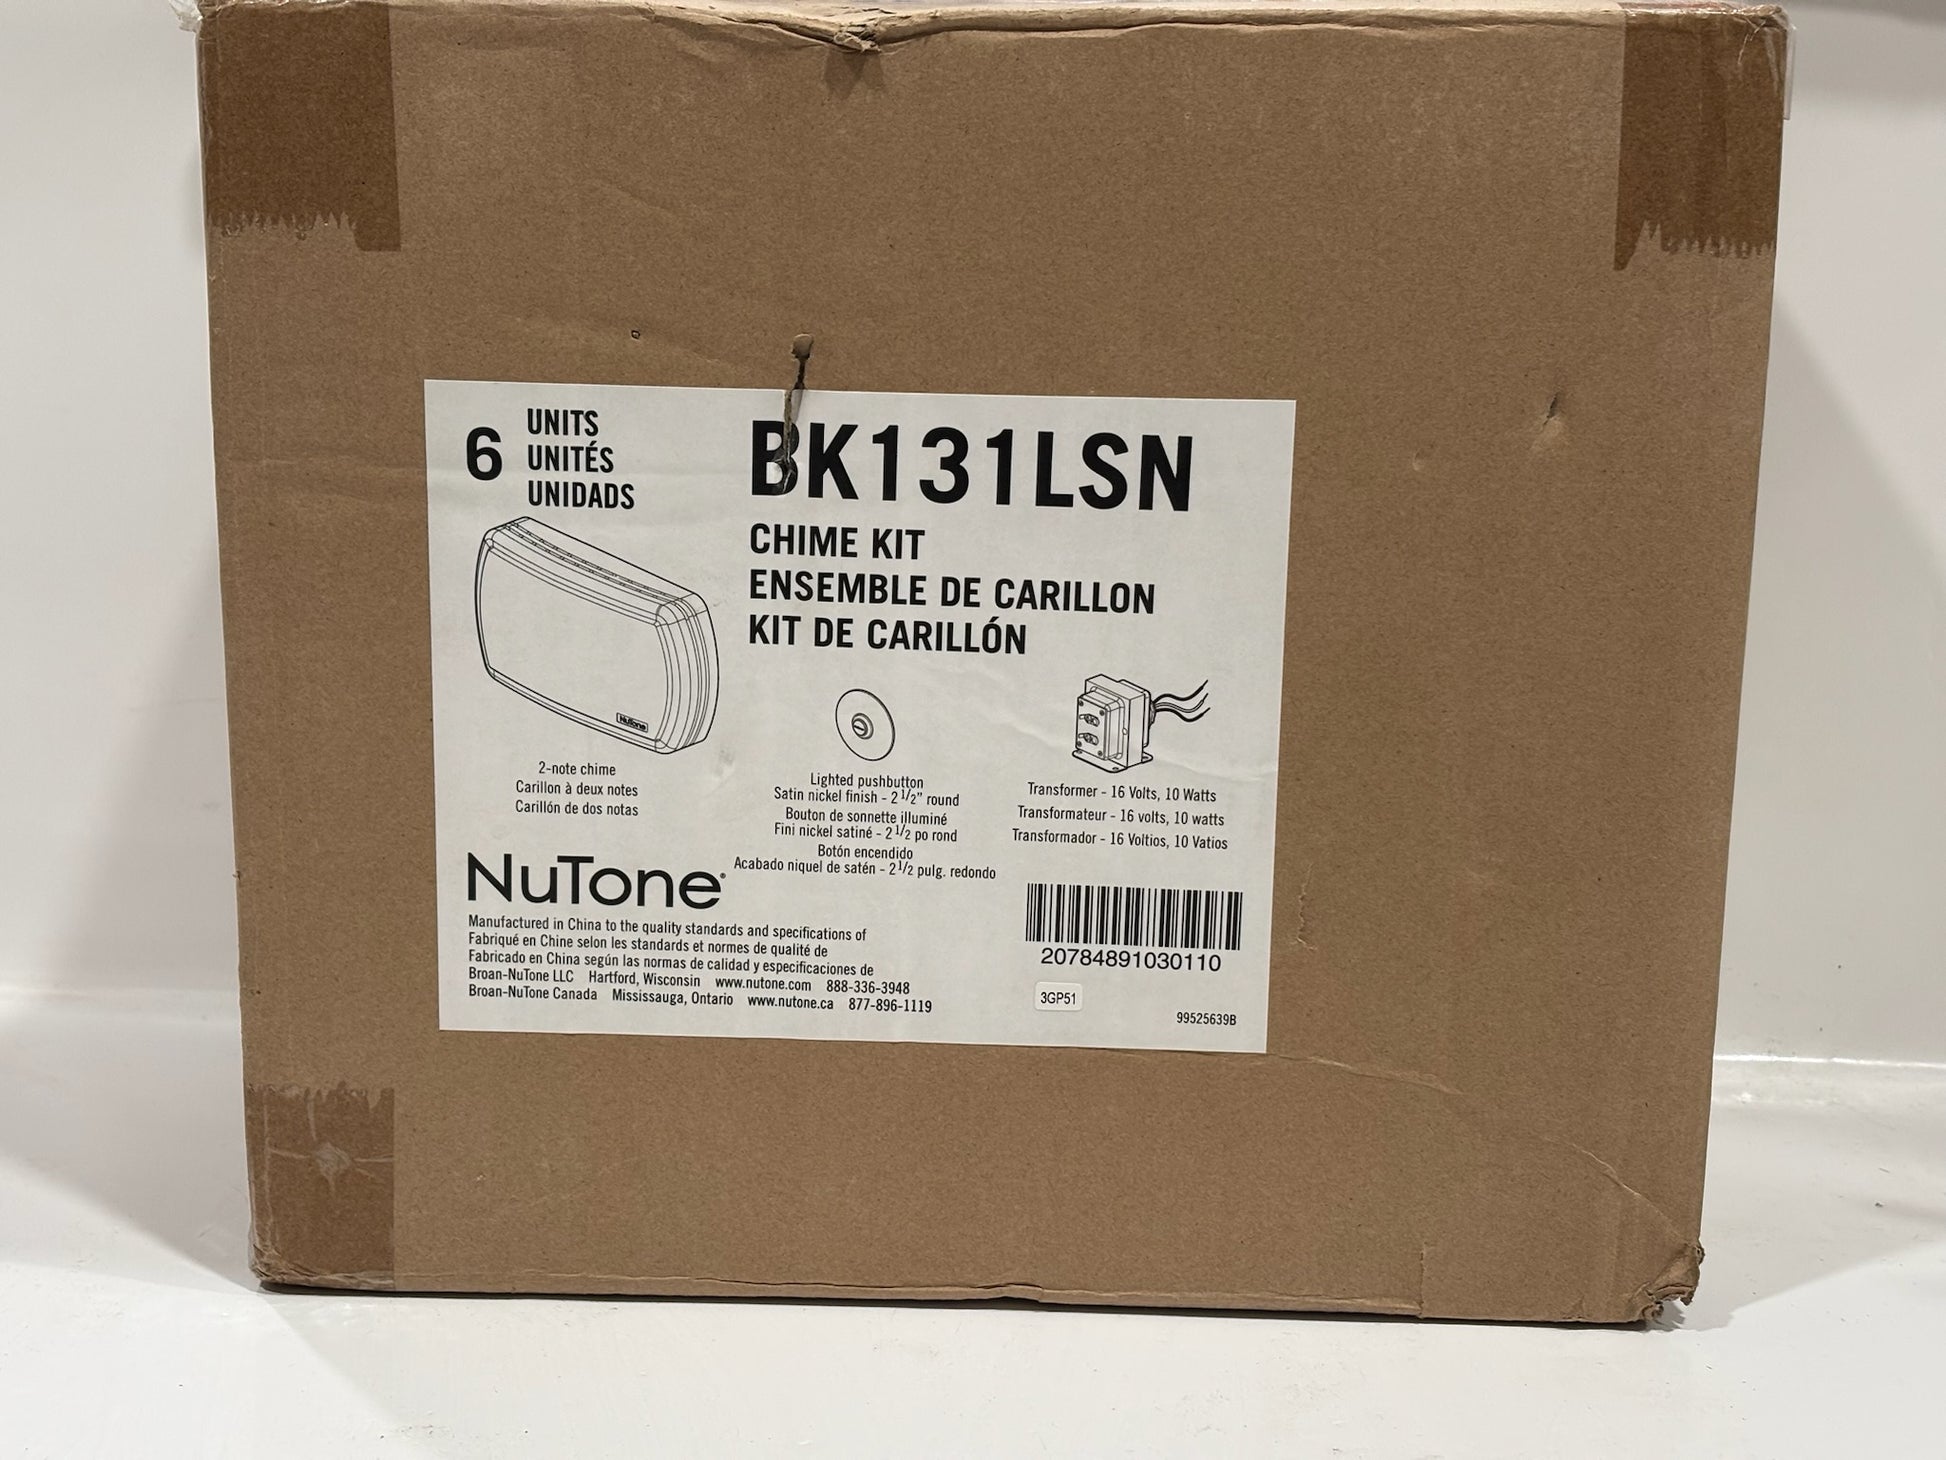 6
UNITS
UNITÉS
UNIDADS
BK131LSN
CHIME KIT
ENSEMBLE DE CARILLON
KIT DE CARILLÓN
NuTone
2-note chime
Carillon à deux notes
Carillón de dos notas
Lighted pushbutton
Satin nickel finish - 2 1/2" round
Bouton de sonnette illuminé
Fini nickel satiné - 2 1/2 po rond
Botón encendido
Acabado niquel de satén - 2 1/2 pulg. redondo
Transformer - 16 Volts, 10 Watts
Transformateur - 16 volts, 10 watts
Transformador - 16 Voltios, 10 Vatios
NuTone®
Manufactured in China to the quality standards and specifications of
Fabriqué en Chine selon les standards et normes de qualité de
Fabricado en China según las normas de calidad y especificaciones de
Broan-NuTone LLC Hartford, Wisconsin www.nutone.com 888-336-3948
Broan-NuTone Canada Mississauga, Ontario www.nutone.ca 877-896-1119
20784891030110
3GP51
99525639B